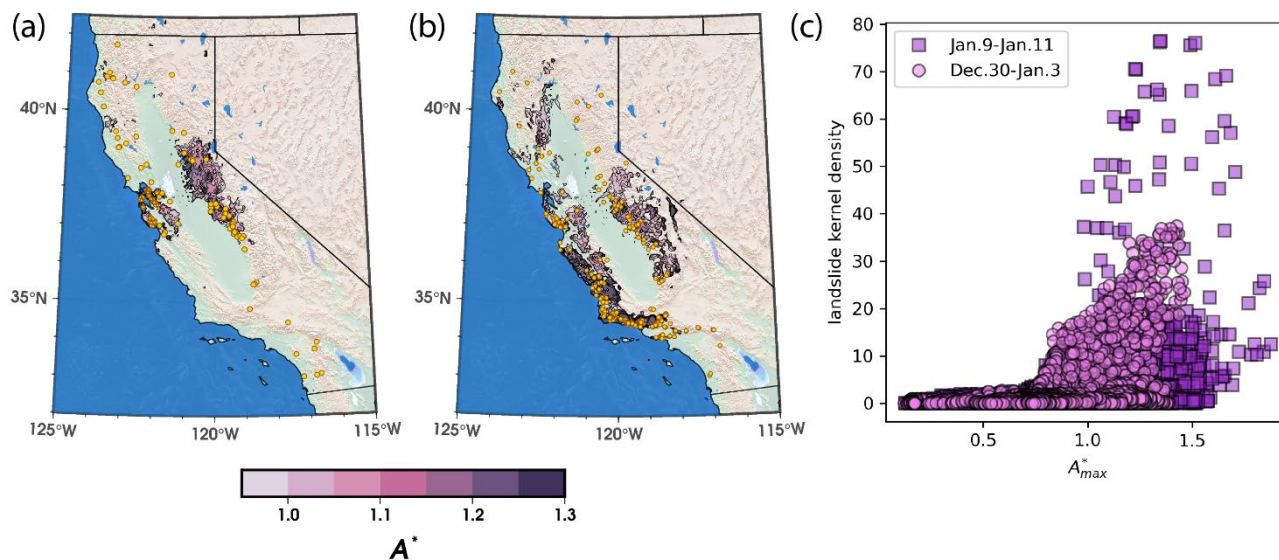 (a)
40°N
35°N
125°W
120°W
115°W
(b)
40°N
35°N
125°W
120°W
115°W
1.0
1.1
1.2
1.3
A*
(c)
Jan.9-Jan.11
Dec.30-Jan.3
landslide kernel density
80
70
60
50
40
30
20
10
0
0.5
1.0
1.5
A*max